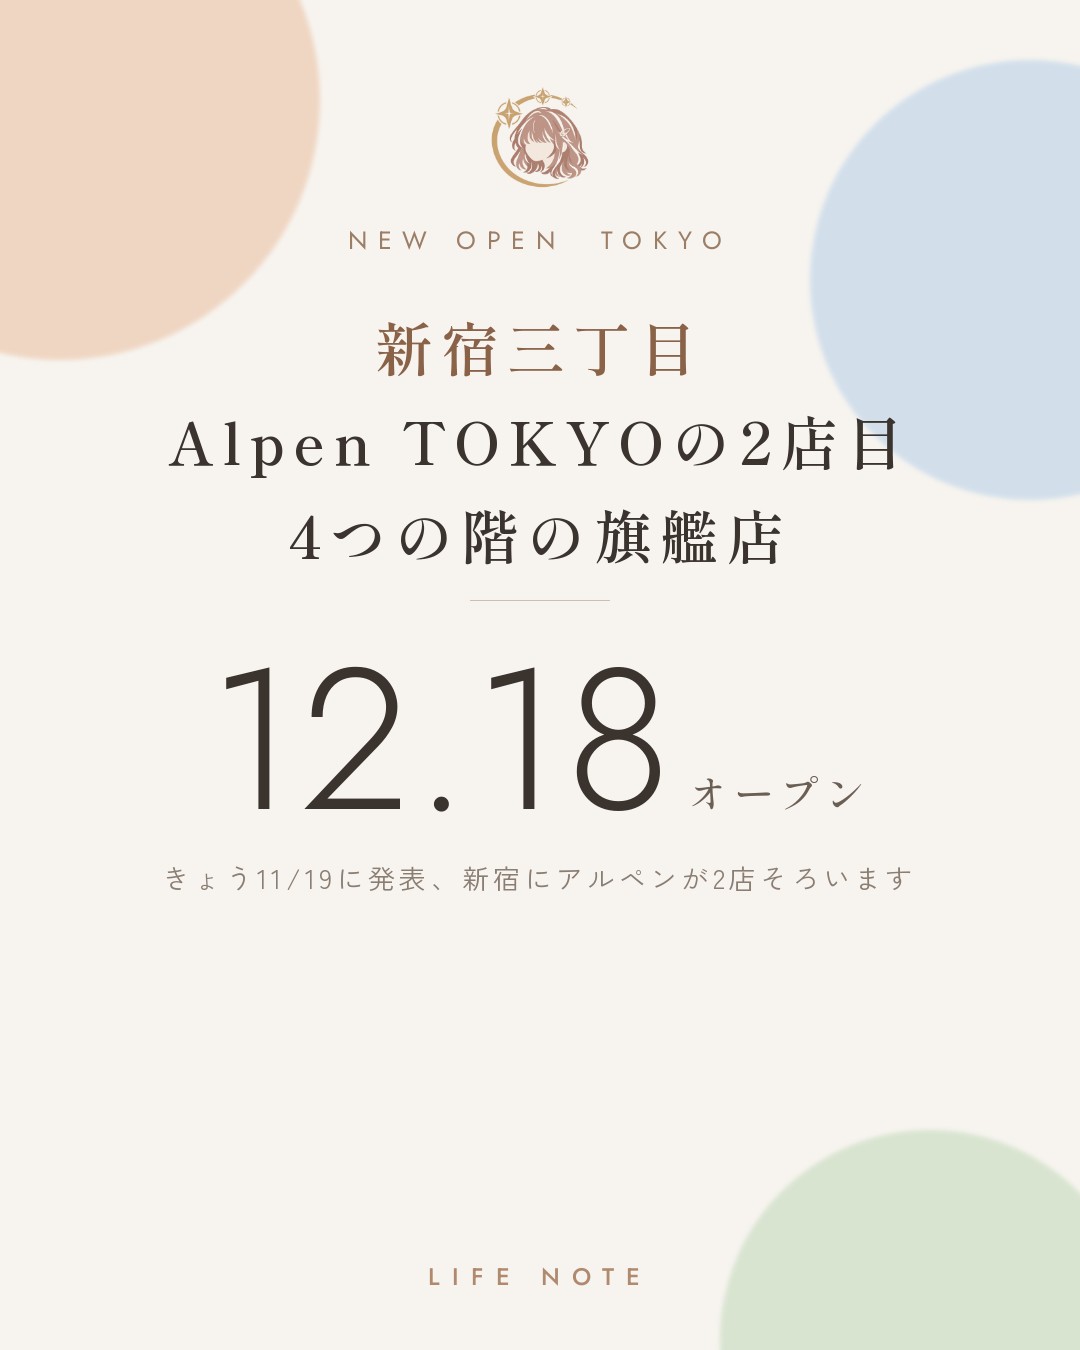 NEW OPEN TOKYO
新宿三丁目
Alpen TOKYOの2店目
4つの階の旗艦店
12.18 オープン
きょう11/19に発表、新宿にアルペンが2店そろいます
LIFE NOTE